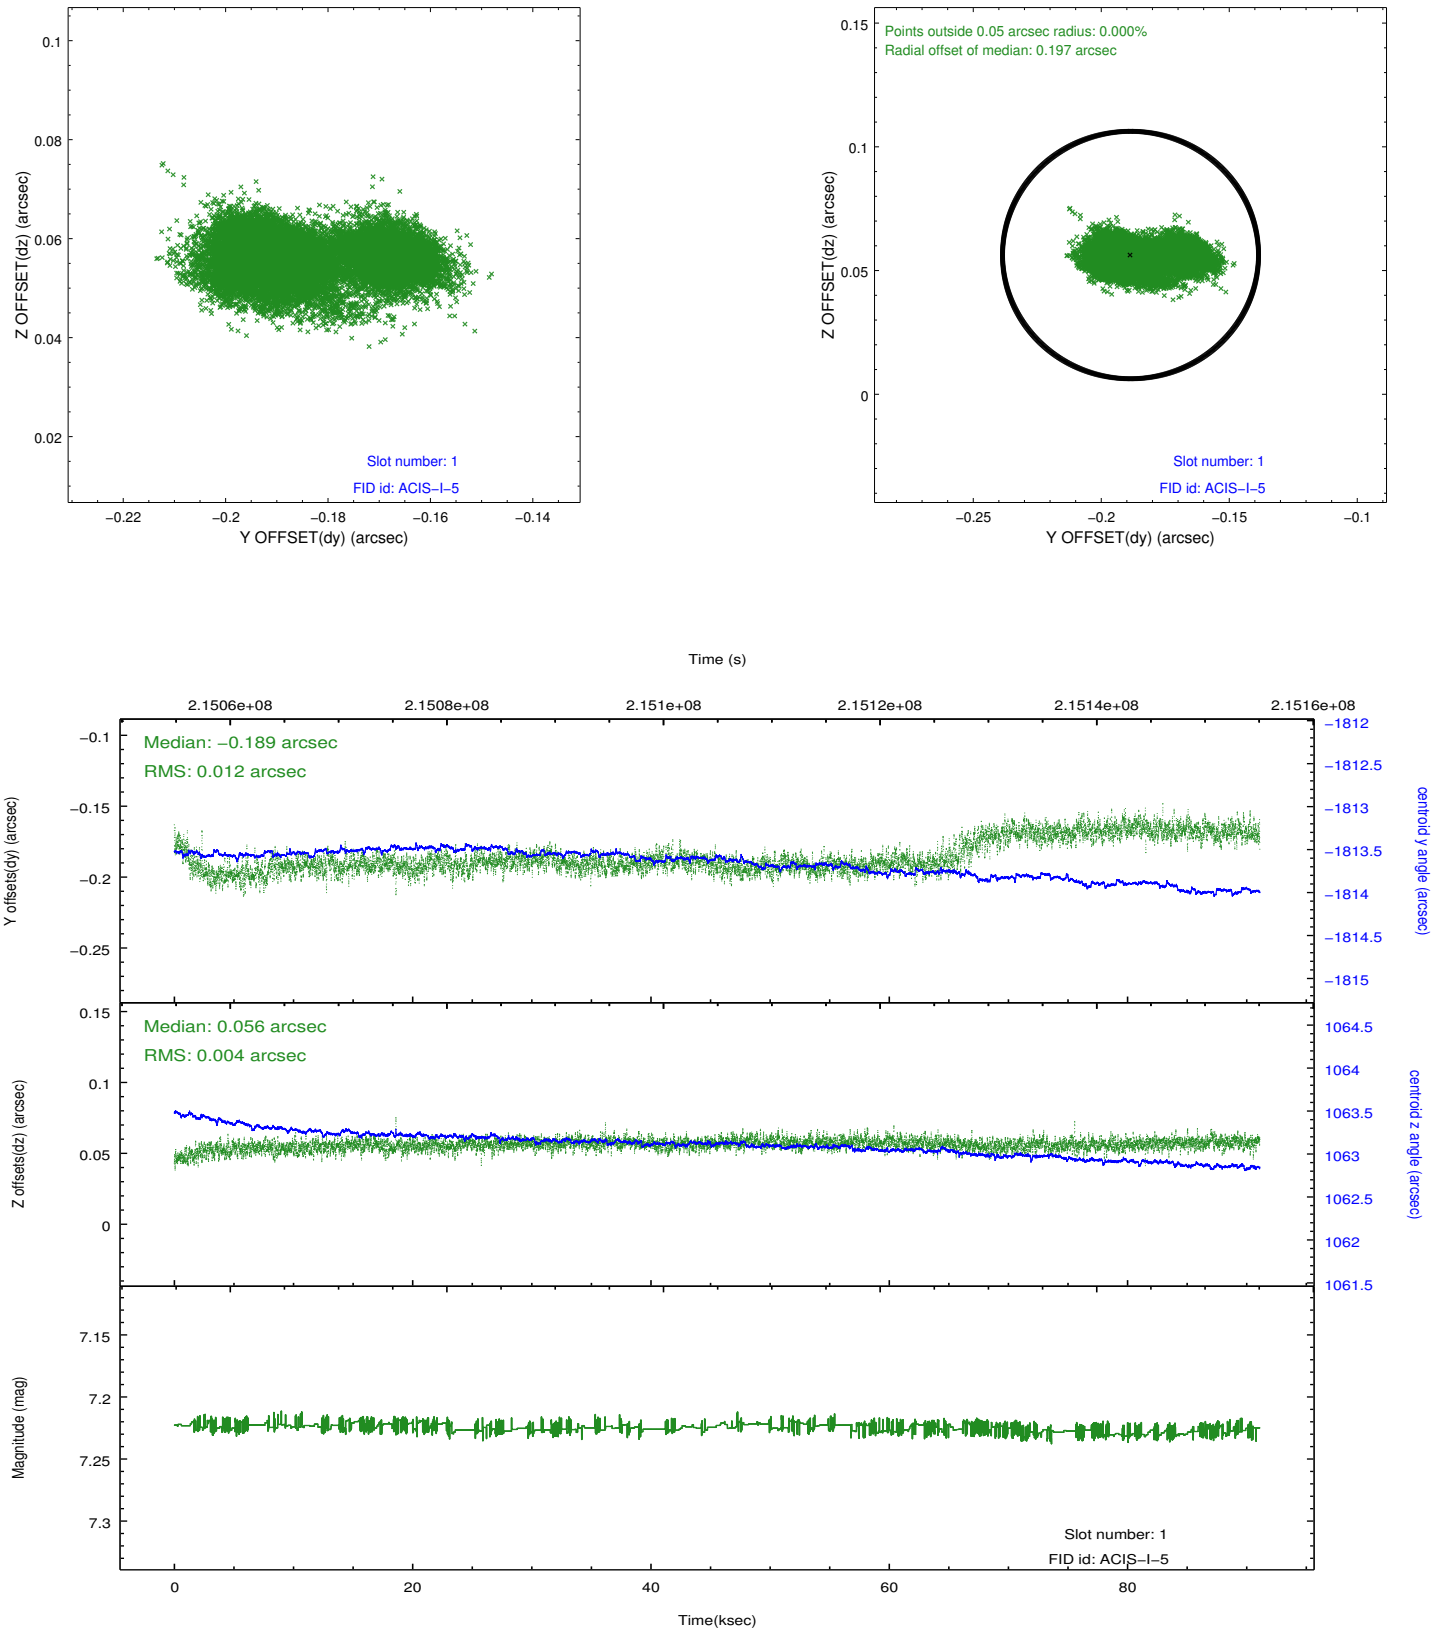 0.1
0.08
0.06
0.04
0.02
Z OFFSET(dz) (arcsec)
Slot number: 1
FID id: ACIS−I−5
−0.22
−0.2
−0.18
−0.16
−0.14
Y OFFSET(dy) (arcsec)
Points outside 0.05 arcsec radius: 0.000%
Radial offset of median: 0.197 arcsec
0.15
0.1
0.05
0
Z OFFSET(dz) (arcsec)
Slot number: 1
FID id: ACIS−I−5
−0.25
−0.2
−0.15
−0.1
Y OFFSET(dy) (arcsec)
Time (s)
2.1506e+08
2.1508e+08
2.151e+08
2.1512e+08
2.1514e+08
2.1516e+08
Median: −0.189 arcsec
RMS: 0.012 arcsec
−0.1
−0.15
−0.2
−0.25
Y offsets(dy) (arcsec)
−1812
−1812.5
−1813
−1813.5
−1814
−1814.5
−1815
centroid y angle (arcsec)
Median: 0.056 arcsec
RMS: 0.004 arcsec
0.15
0.1
0.05
0
Z offsets(dz) (arcsec)
1064.5
1064
1063.5
1063
1062.5
1062
1061.5
centroid z angle (arcsec)
7.15
7.2
7.25
7.3
Magnitude (mag)
Slot number: 1
FID id: ACIS−I−5
0
20
40
60
80
Time(ksec)